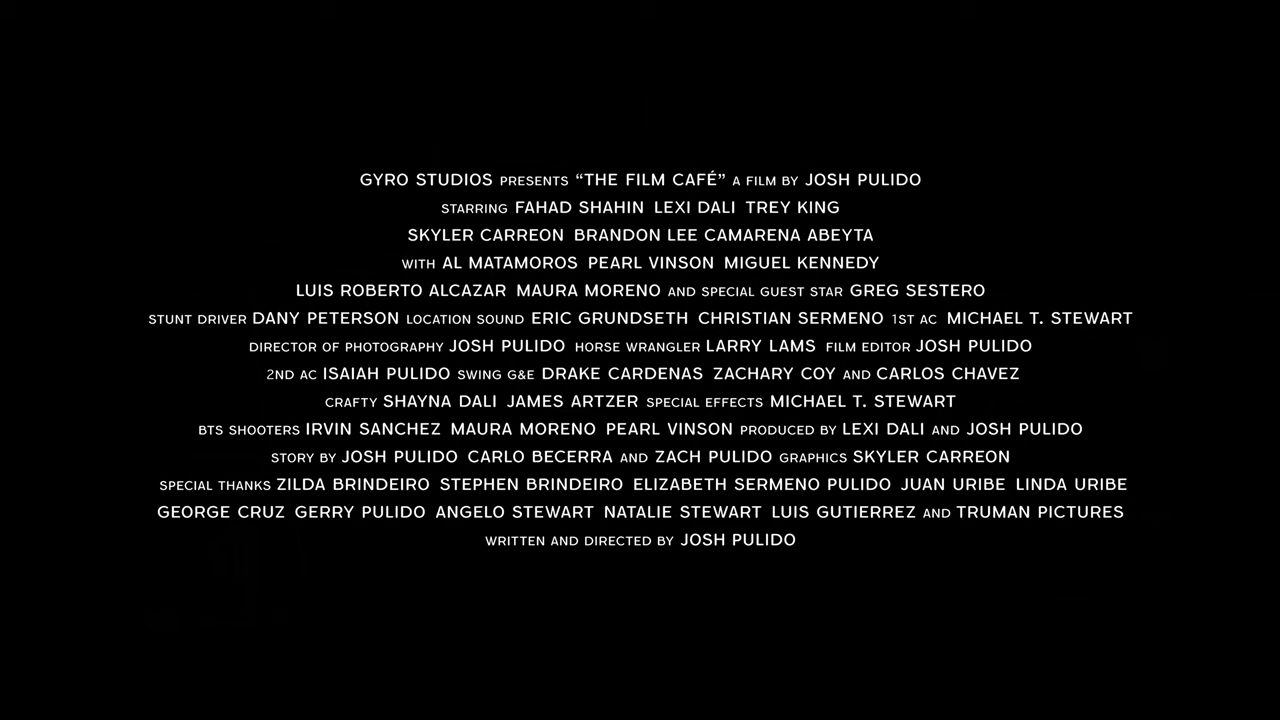 GYRO STUDIOS PRESENTS “THE FILM CAFÉ” A FILM BY JOSH PULIDO
STARRING FAHAD SHAHIN LEXI DALI TREY KING
SKYLER CARREON BRANDON LEE CAMARENA ABEYTA
WITH AL MATAMOROS PEARL VINSON MIGUEL KENNEDY
LUIS ROBERTO ALCAZAR MAURA MORENO AND SPECIAL GUEST STAR GREG SESTERO
STUNT DRIVER DANY PETERSON LOCATION SOUND ERIC GRUNDSETH CHRISTIAN SERMENO 1ST AC MICHAEL T. STEWART
DIRECTOR OF PHOTOGRAPHY JOSH PULIDO HORSE WRANGLER LARRY LAMS FILM EDITOR JOSH PULIDO
2ND AC ISAIAH PULIDO SWING G&E DRAKE CARDENAS ZACHARY COY AND CARLOS CHAVEZ
CRAFTY SHAYNA DALI JAMES ARTZER SPECIAL EFFECTS MICHAEL T. STEWART
BTS SHOOTERS IRVIN SANCHEZ MAURA MORENO PEARL VINSON PRODUCED BY LEXI DALI AND JOSH PULIDO
STORY BY JOSH PULIDO CARLO BECERRA AND ZACH PULIDO GRAPHICS SKYLER CARREON
SPECIAL THANKS ZILDA BRINDEIRO STEPHEN BRINDEIRO ELIZABETH SERMENO PULIDO JUAN URIBE LINDA URIBE
GEORGE CRUZ GERRY PULIDO ANGELO STEWART NATALIE STEWART LUIS GUTIERREZ AND TRUMAN PICTURES
WRITTEN AND DIRECTED BY JOSH PULIDO